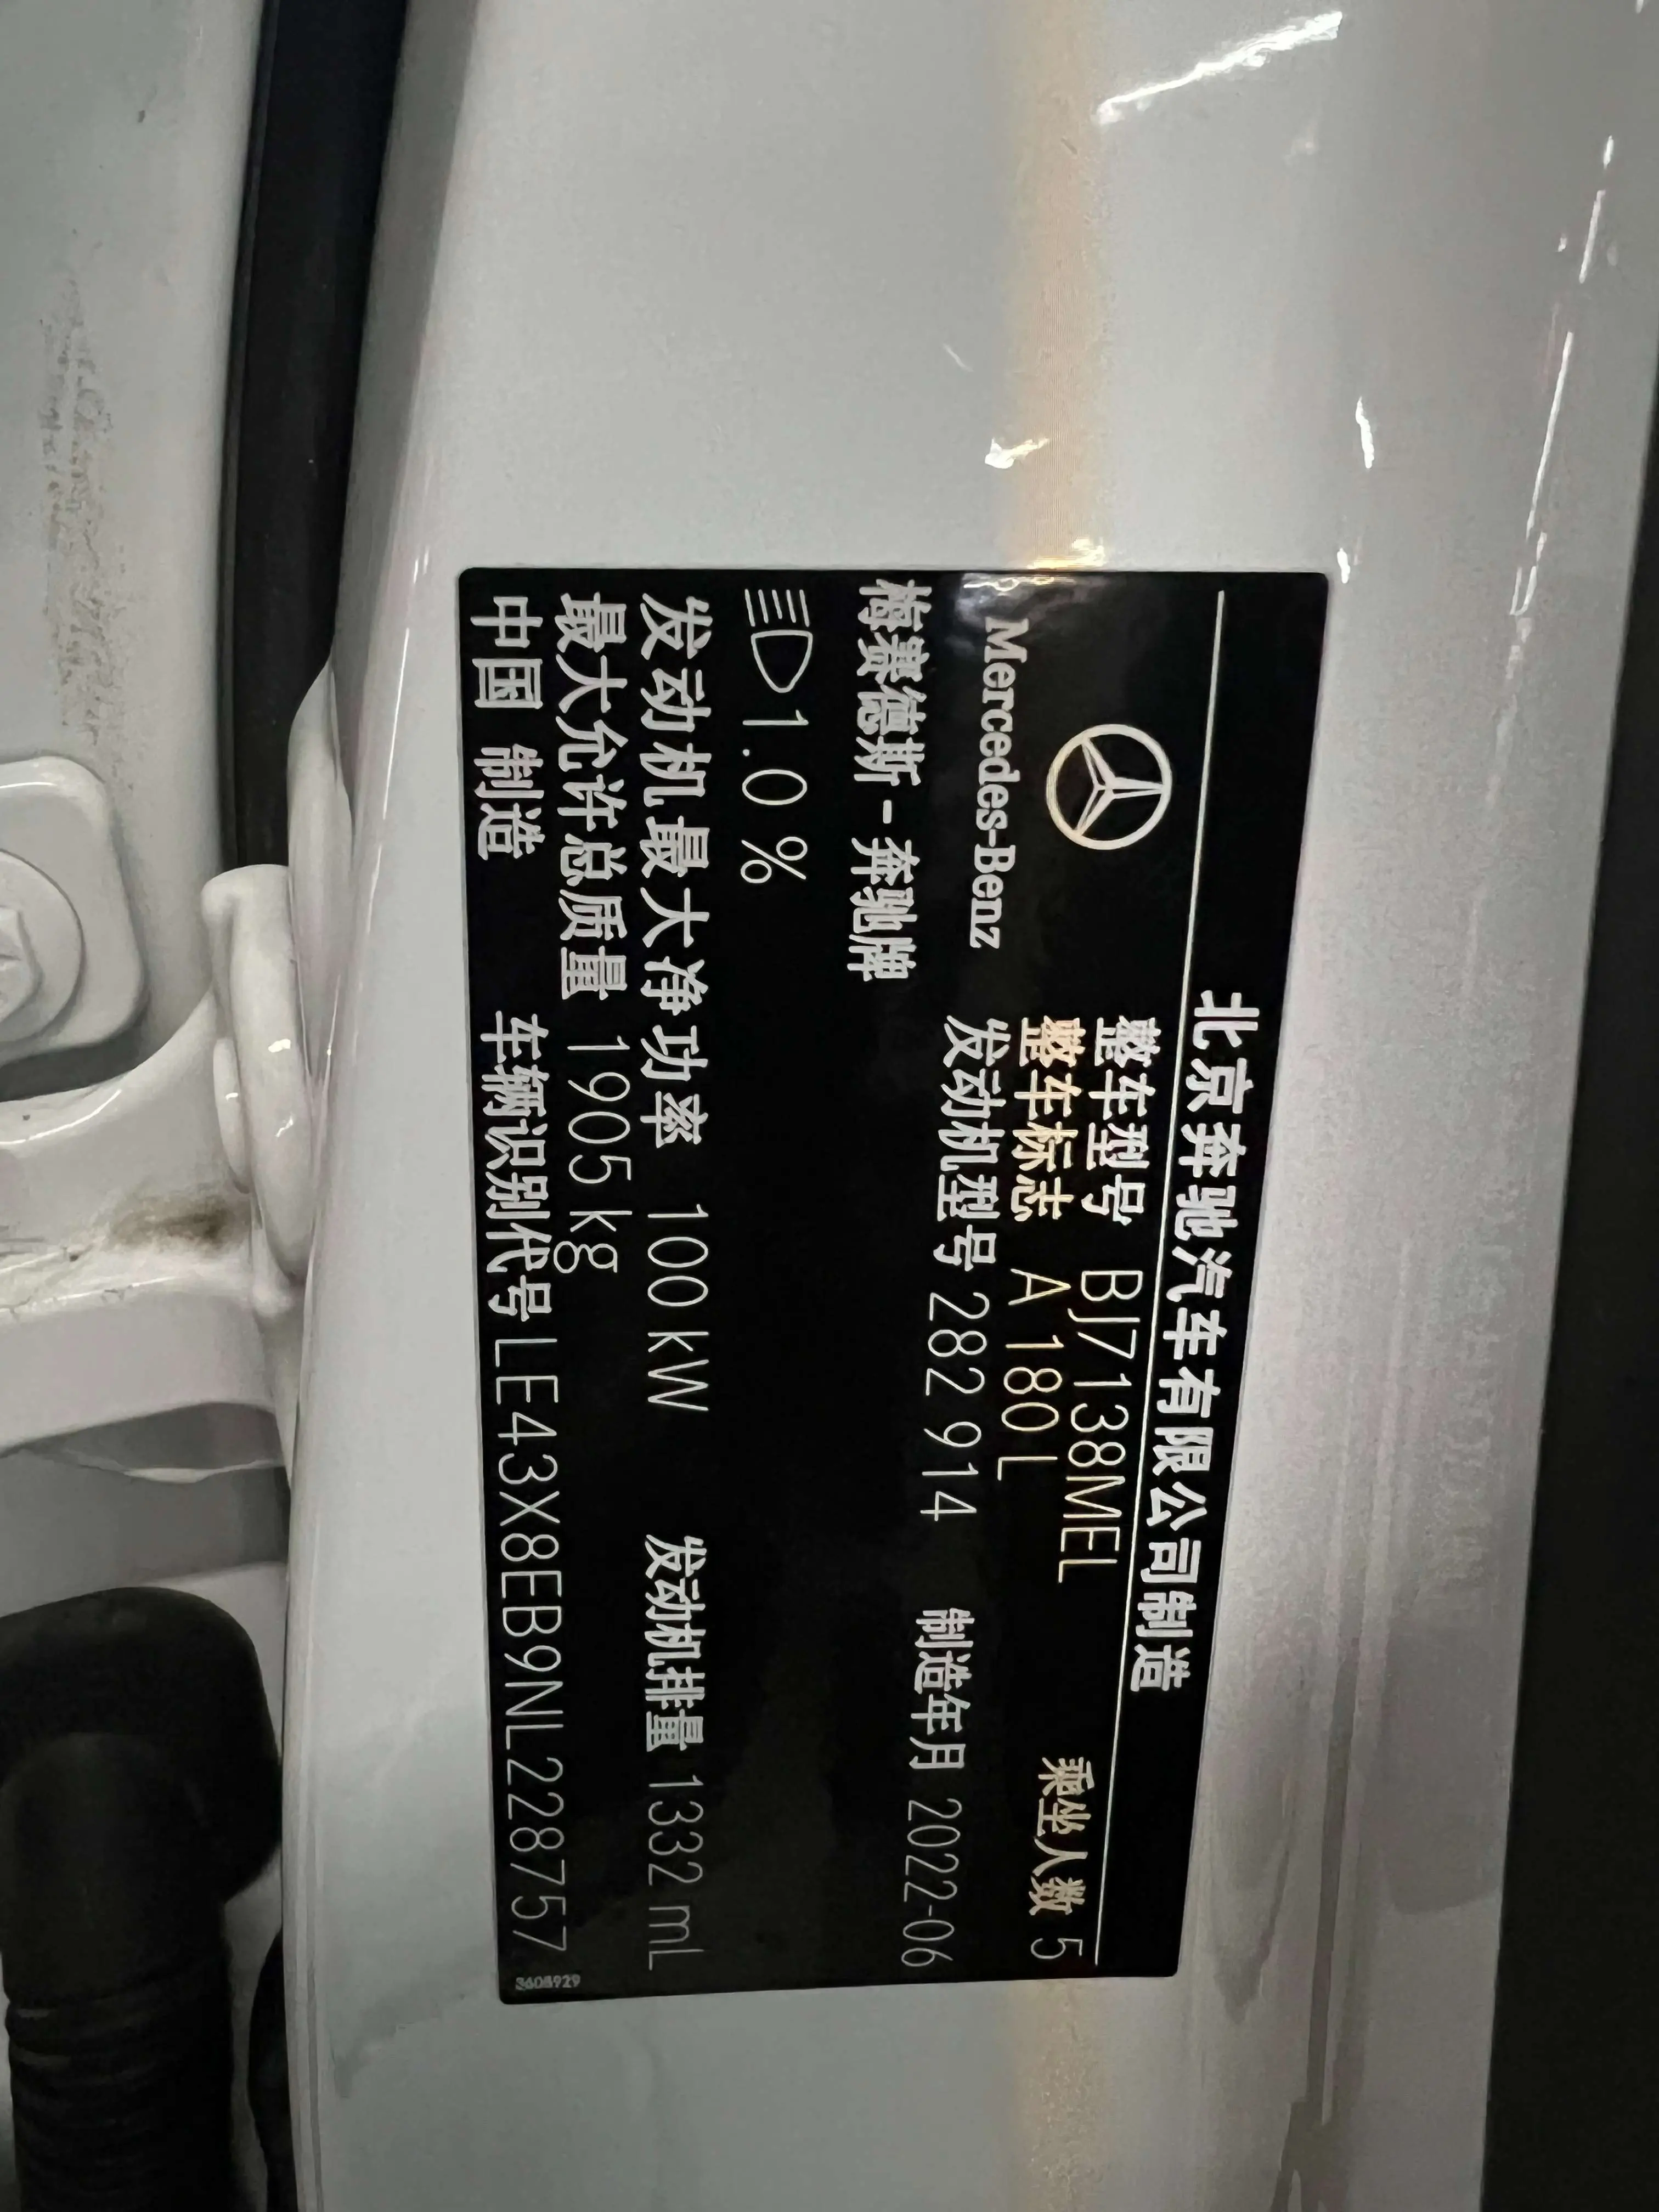 北京奔驰汽车有限公司制造
整车型号 BJ7138MEL
乘坐人数 5
整车标志 A 180 L
Mercedes-Benz
发动机型号 282 914
制造年月 2022-06
梅赛德斯-奔驰牌
1.0 %
发动机最大净功率 100 kW
发动机排量 1332 mL
最大允许总质量 1905 kg
中国 制造
车辆识别代号 LE43X8EB9NL228757
3608929